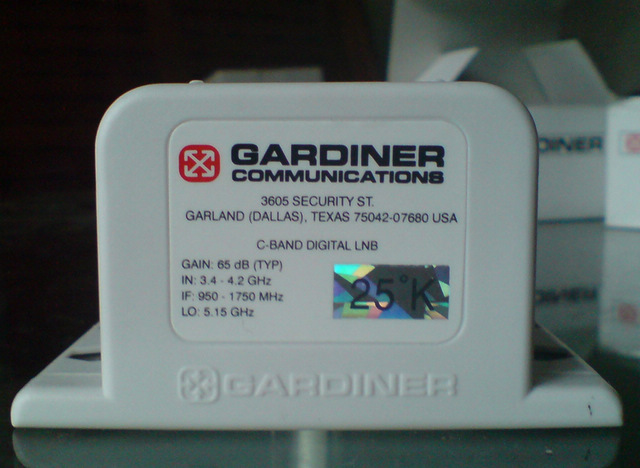 GARDINER
COMMUNICATIONS
3605 SECURITY ST.
GARLAND (DALLAS), TEXAS 75042-07680 USA
C-BAND DIGITAL LNB
GAIN: 65 dB (TYP)
IN: 3.4 - 4.2 GHz
IF: 950 - 1750 MHz
LO: 5.15 GHz
25°K
GARDINER
DINER